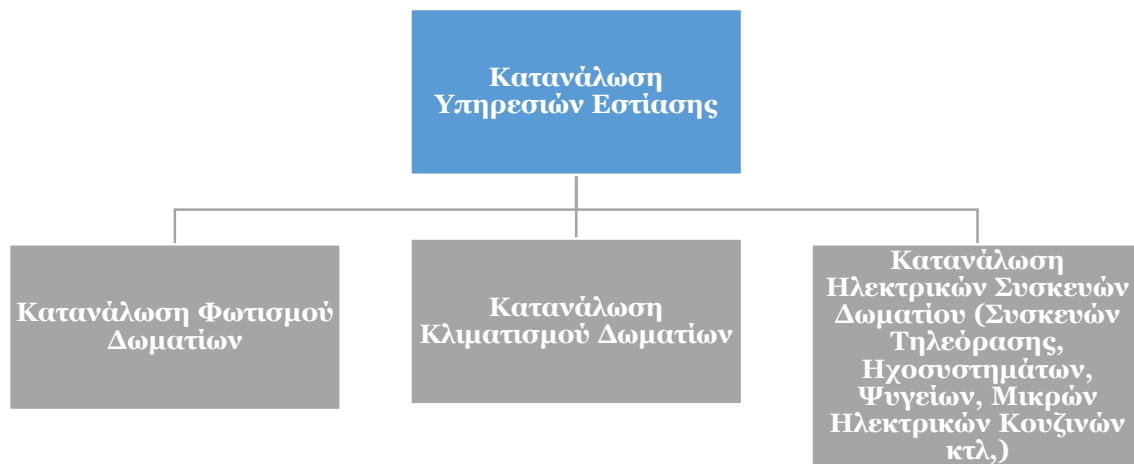 Κατανάλωση
Υπηρεσιών Εστίασης
Κατανάλωση Φωτισμού
Δωματίων
Κατανάλωση
Κλιματισμού Δωματίων
Κατανάλωση
Ηλεκτρικών Συσκευών
Δωματίου (Συσκευών
Τηλεόρασης,
Ηχοσυστημάτων,
Ψυγείων, Μικρών
Ηλεκτρικών Κουζινών
κτλ,)